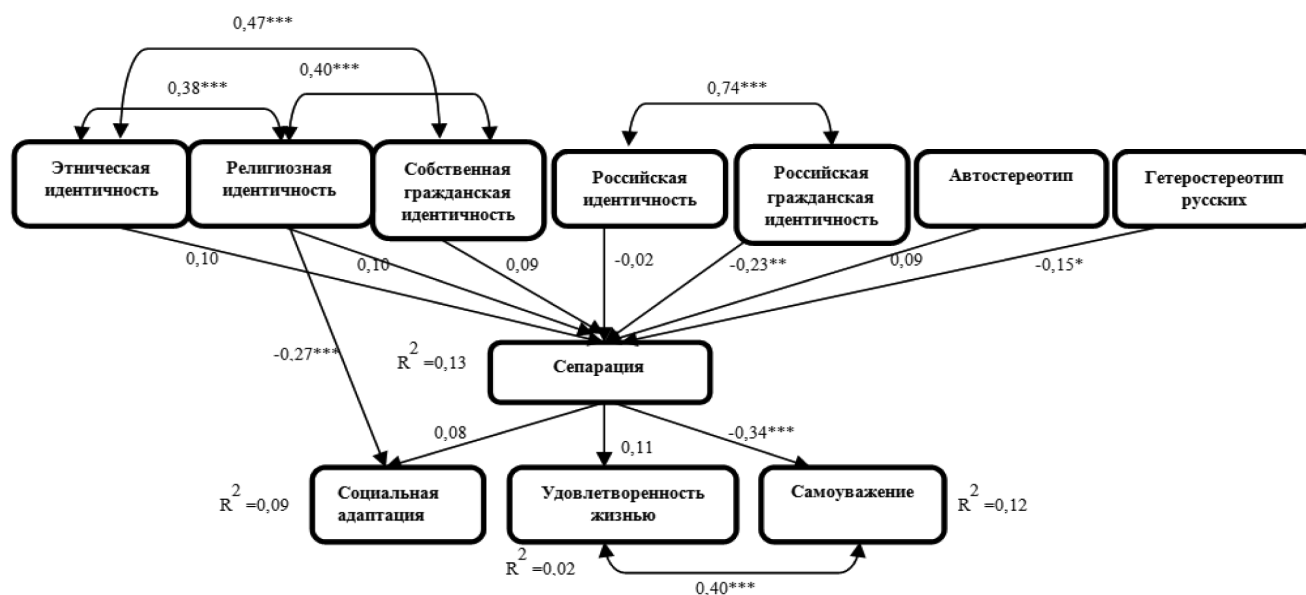 0,47***
0,38***
0,40***
0,74***
Этническая
идентичность
Религиозная
идентичность
Собственная
гражданская
идентичность
Российская
идентичность
Российская
гражданская
идентичность
Автостереотип
Гетеростереотип
русских
0,10
0,10
0,09
-0,02
-0,23**
0,09
-0,15*
-0,27***
R² =0,13
Сепарация
0,08
0,11
-0,34***
R² =0,09
Социальная
адаптация
Удовлетворенность
жизнью
Самоуважение
R² =0,12
R² =0,02
0,40***